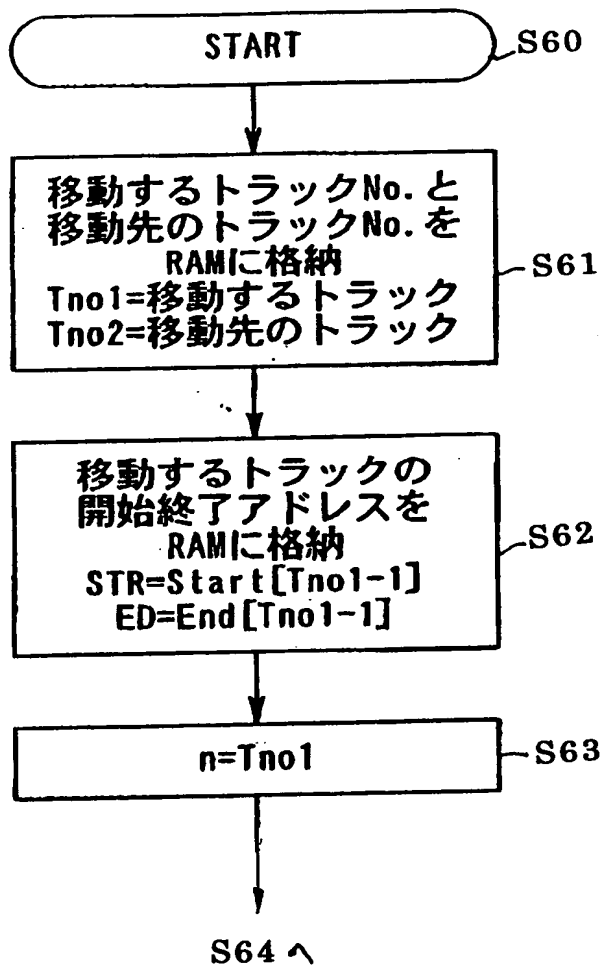 START
S60
移動するトラックNo.と
移動先のトラックNo.を
RAMに格納
Tno1=移動するトラック
Tno2=移動先のトラック
S61
移動するトラックの
開始終了アドレスを
RAMに格納
STR=Start[Tno1-1]
ED=End[Tno1-1]
S62
n=Tno1
S63
S64へ